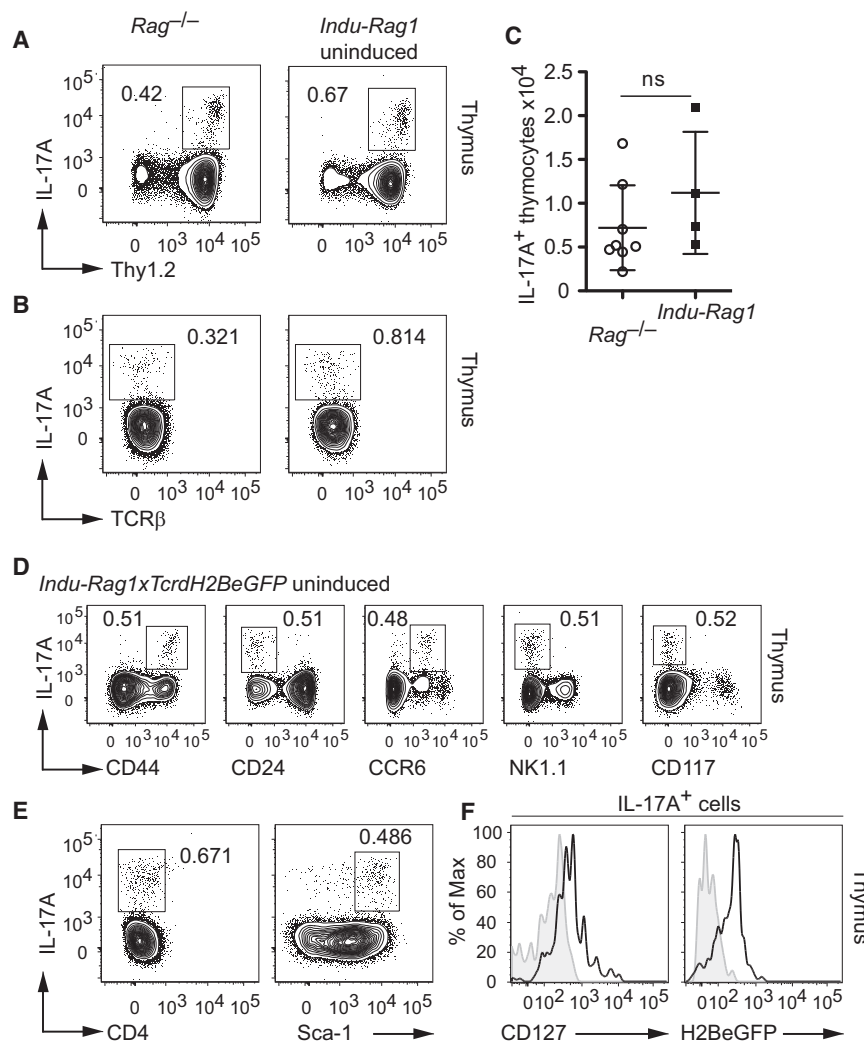 A
Rag–/–
Indu-Rag1
uninduced
0.42
0.67
10⁵
10⁴
10³
0
IL-17A
0 10³ 10⁴ 10⁵
0 10³ 10⁴ 10⁵
Thy1.2
Thymus
B
0.321
0.814
10⁵
10⁴
10³
0
IL-17A
0 10³ 10⁴ 10⁵
0 10³ 10⁴ 10⁵
TCRβ
Thymus
C
ns
2.5
2.0
1.5
1.0
0.5
0
IL-17A⁺ thymocytes x10⁴
Rag–/–
Indu-Rag1
D
Indu-Rag1xTcrdH2BeGFP uninduced
0.51
0.51
0.48
0.51
0.52
10⁵
10⁴
10³
0
IL-17A
0 10³ 10⁴ 10⁵
0 10³ 10⁴ 10⁵
0 10³ 10⁴ 10⁵
0 10³ 10⁴ 10⁵
0 10³ 10⁴ 10⁵
CD44
CD24
CCR6
NK1.1
CD117
Thymus
E
0.671
0.486
10⁵
10⁴
10³
0
IL-17A
0 10³ 10⁴ 10⁵
0 10³ 10⁴ 10⁵
CD4
Sca-1
F
IL-17A⁺ cells
100
80
60
40
20
0
% of Max
0 10² 10³ 10⁴ 10⁵
0 10² 10³ 10⁴ 10⁵
CD127
H2BeGFP
Thymus